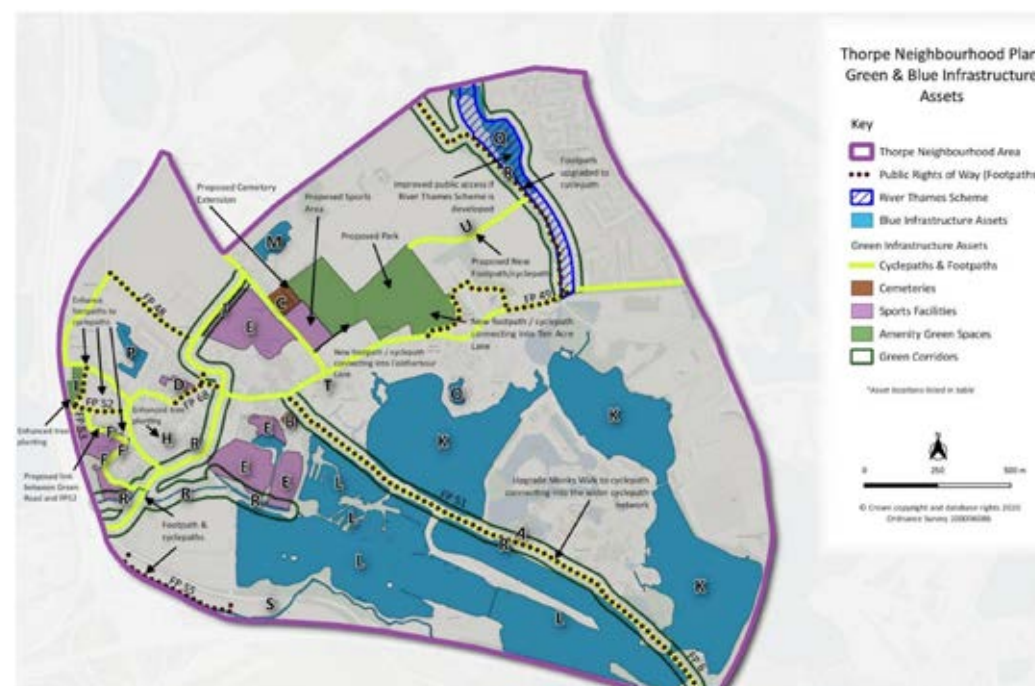 Thorpe Neighbourhood Plan
Green & Blue Infrastructure
Assets
Key
Thorpe Neighbourhood Area
Public Rights of Way (Footpaths
River Thames Scheme
Blue Infrastructure Assets
Green Infrastructure Assets
Cyclepaths & Footpaths
Cemeteries
Sports Facilities
Amenity Green Spaces
Green Corridors
*Asset locations listed in table
N
0 250 500 m
© Crown copyright and database rights 2020
Ordnance Survey
Proposed Cemetery
Extension
Proposed Sports
Area
Proposed Park
Improved public access if
River Thames Scheme is
developed
Footpath
upgraded to
cyclepath
Proposed New
Footpath/cyclepath
New footpath / cyclepath
connecting into Ten Acre
Lane
New footpath / cyclepath
connecting into Coldharbour
Lane
Enhance
footpaths to
cyclepaths
Enhanced tree
planting
Enhanced tree
planting
Proposed link
between Green
Road and FP52
Footpath &
cyclepaths
Upgrade Monks Walk to cyclepath
connecting into the wider cyclepath
network
FP 48
FP 52
FP 68
FP 49
FP 51
FP 55
FP 6
Q
R
U
M
C
E
P
D
I
T
H
F
F
F
R
R
R
R
E
E
E
B
L
L
L
L
K
K
K
G
A
R
S